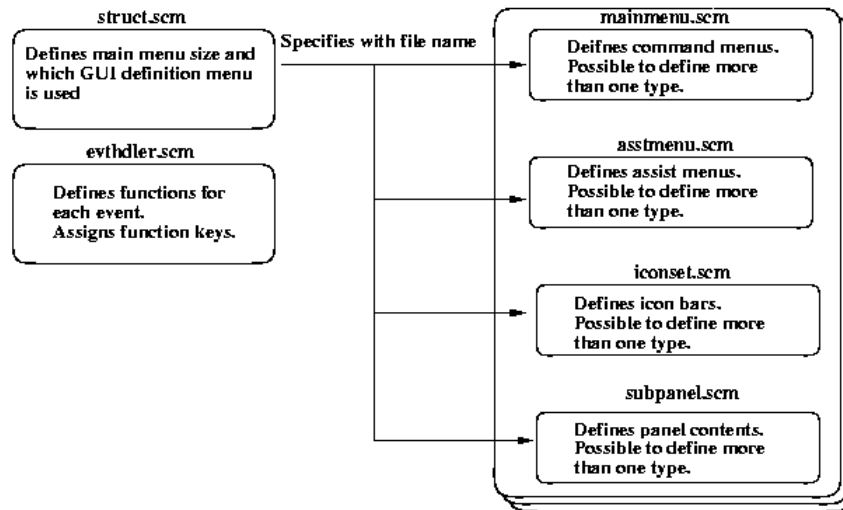 struct.scm
Defines main menu size and
which GUI definition menu
is used
Specifies with file name
evthdler.scm
Defines functions for
each event.
Assigns function keys.
mainmenu.scm
Deifnes command menus.
Possible to define more
than one type.
asstmenu.scm
Defines assist menus.
Possible to define more
than one type.
iconset.scm
Defines icon bars.
Possible to define more
than one type.
subpanel.scm
Defines panel contents.
Possible to define more
than one type.